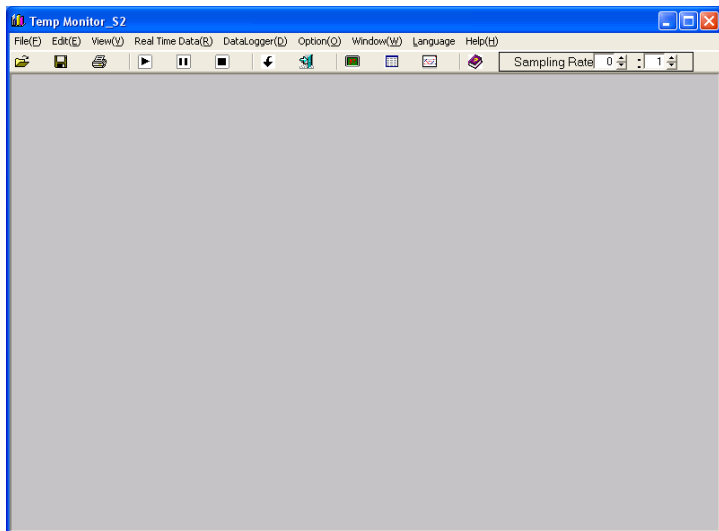 Temp Monitor_S2
File(F) Edit(E) View(V) Real Time Data(R) DataLogger(D) Option(O) Window(W) Language Help(H)
Sampling Rate 0 : 1